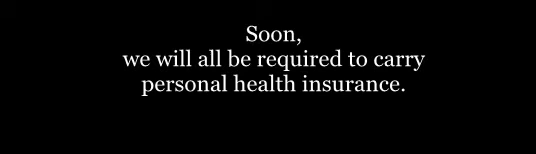 Soon,
we will all be required to carry
personal health insurance.